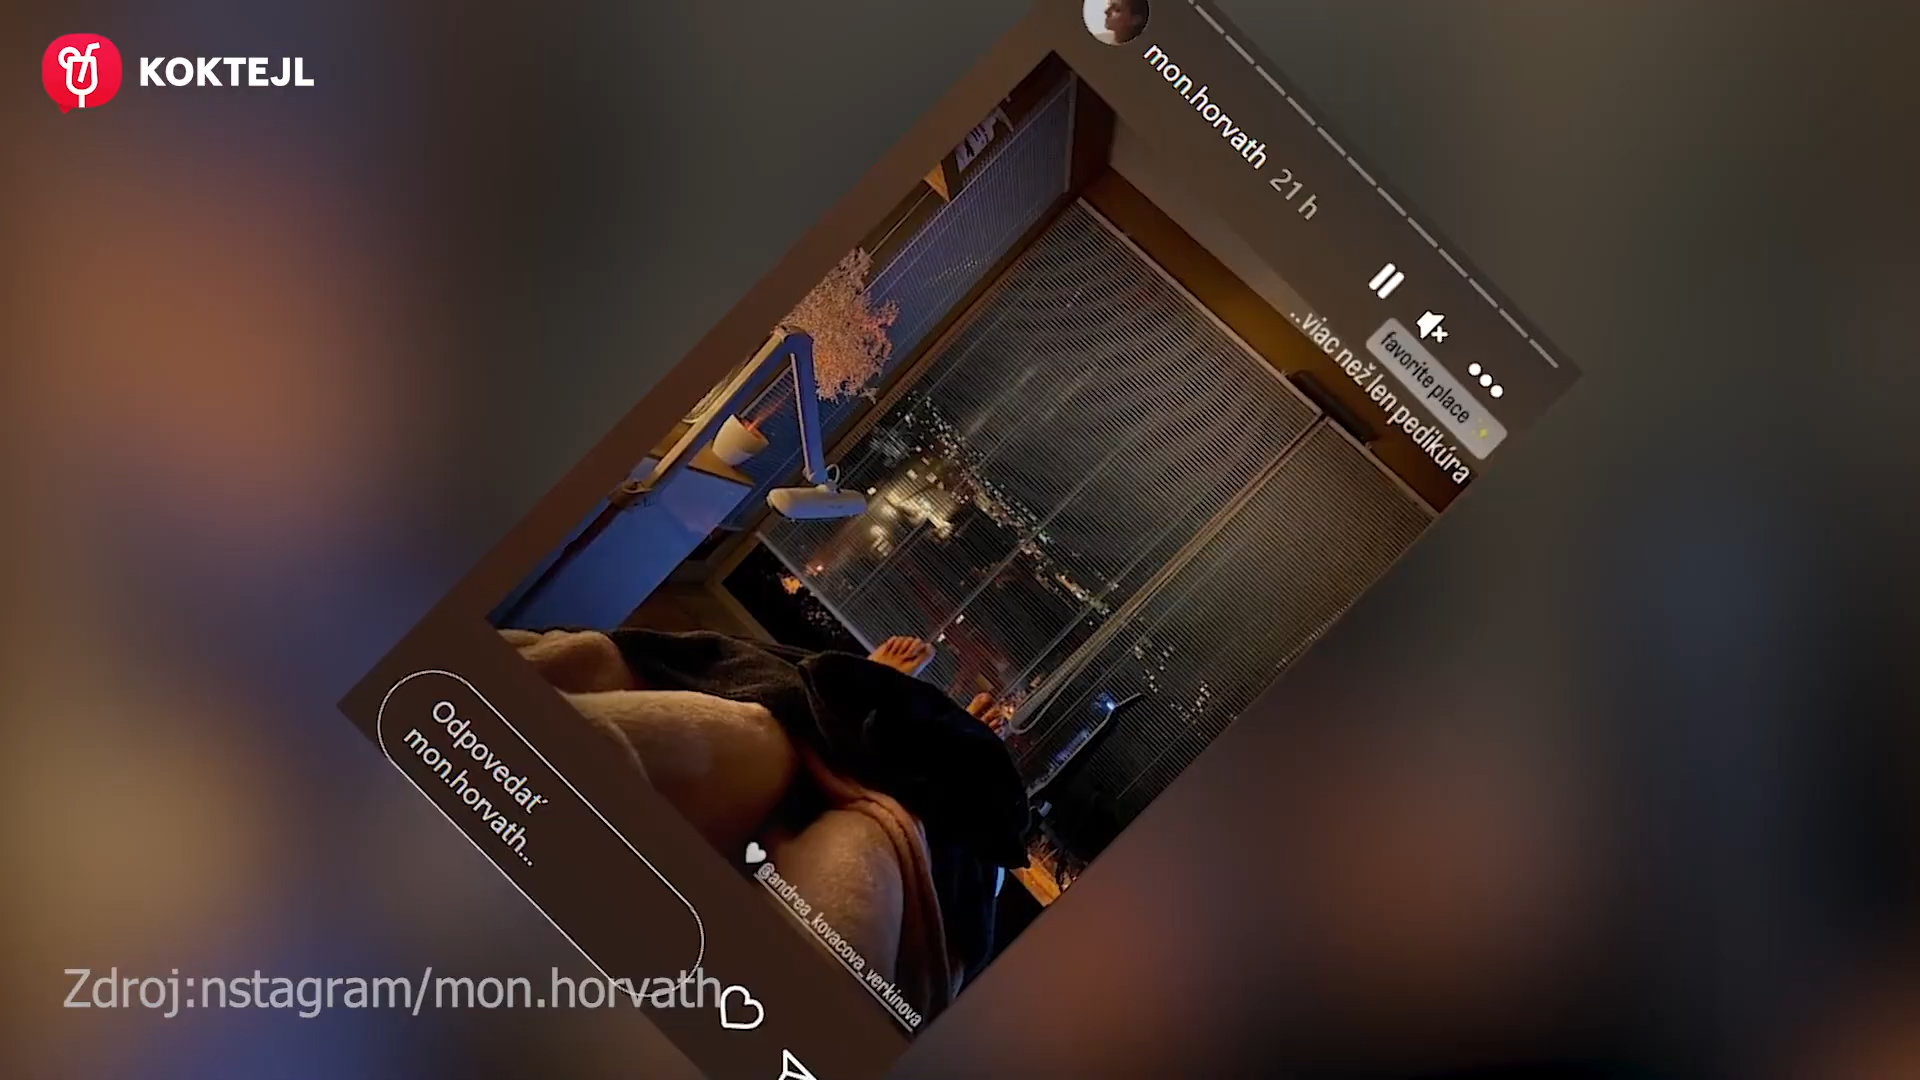 KOKTEJL
mon.horvath 21 h
favorite place
..viac než len pedikúra
@andrea_kovacova_verkinova
Odpovedať
mon.horvath...
Zdroj:nstagram/mon.horvath